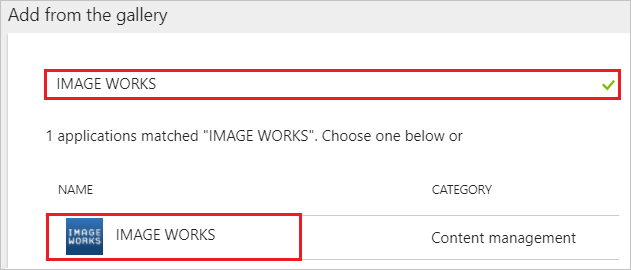 Add from the gallery
IMAGE WORKS
1 applications matched "IMAGE WORKS". Choose one below or
NAME CATEGORY
IMAGE
WORKS
IMAGE WORKS Content management